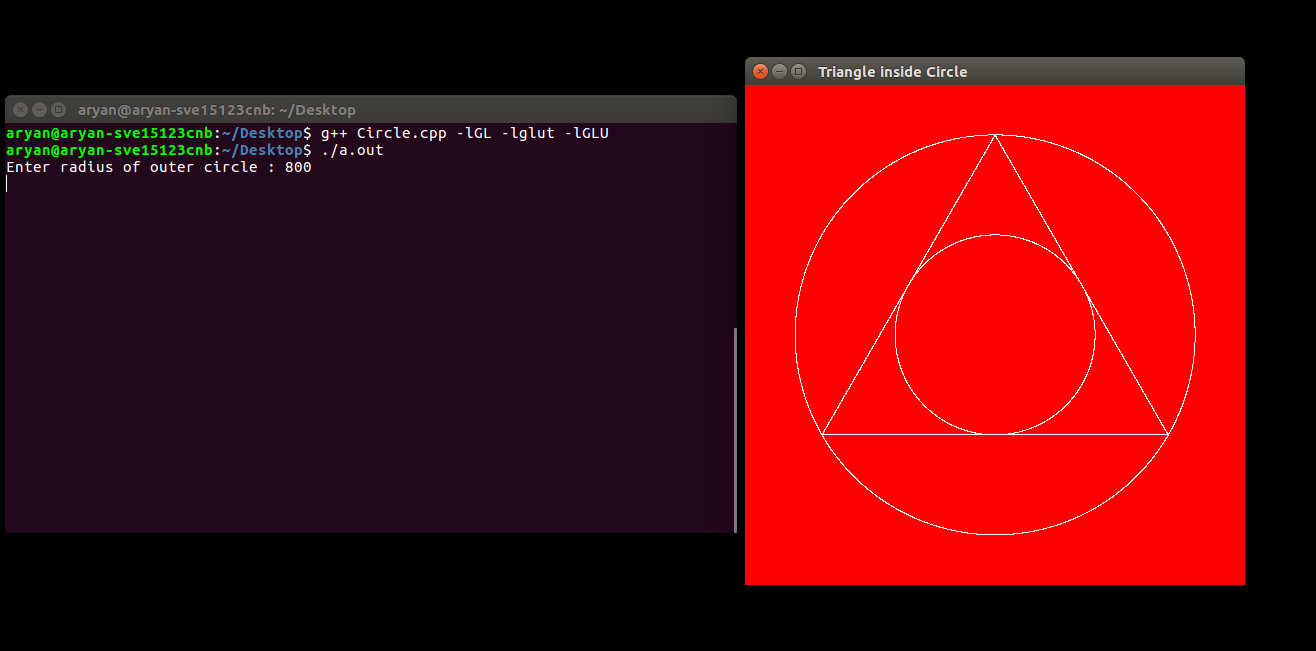 aryan@aryan-sve15123cnb: ~/Desktop
aryan@aryan-sve15123cnb:~/Desktop$ g++ Circle.cpp -lGL -lglut -lGLU
aryan@aryan-sve15123cnb:~/Desktop$ ./a.out
Enter radius of outer circle : 800
Triangle inside Circle